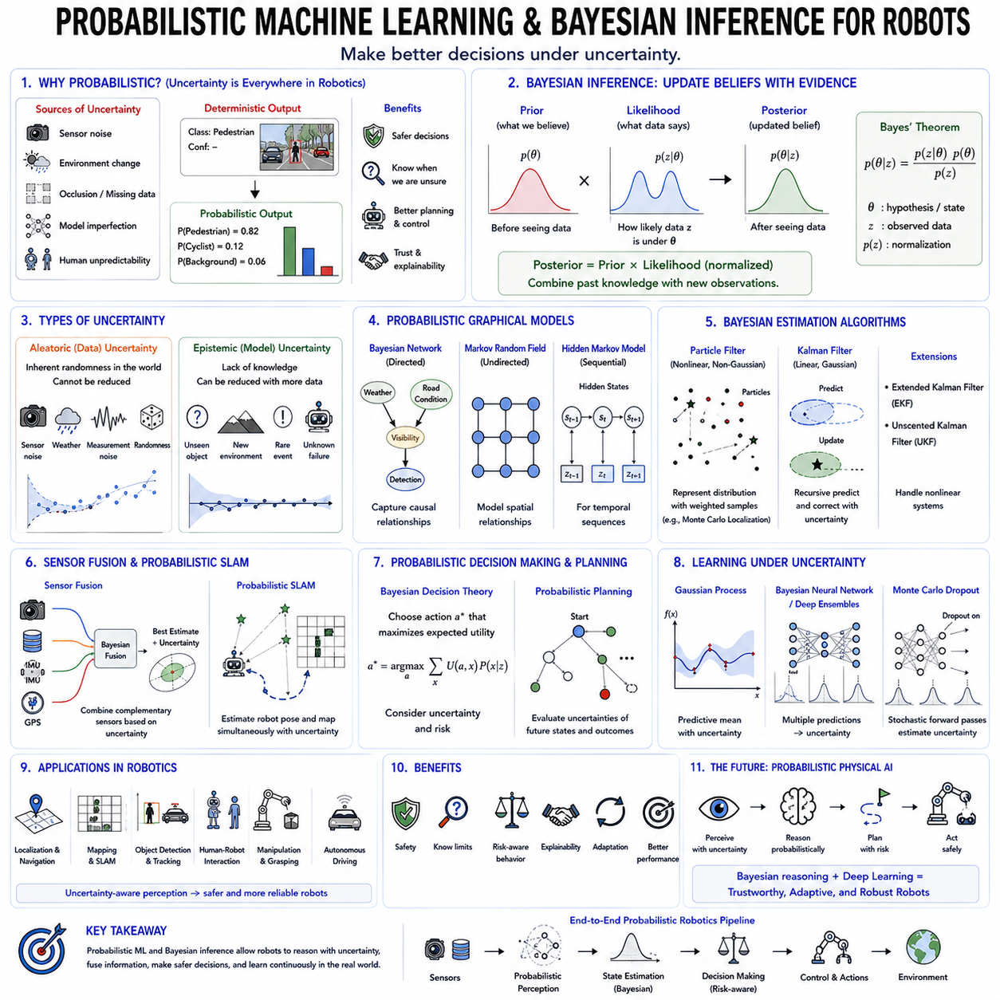 PROBABILISTIC MACHINE LEARNING & BAYESIAN INFERENCE FOR ROBOTS
Make better decisions under uncertainty.
1. WHY PROBABILISTIC? (Uncertainty is Everywhere in Robotics)
Sources of Uncertainty
Sensor noise
Environment change
Occlusion / Missing data
Model imperfection
Human unpredictability
Deterministic Output
Class: Pedestrian
Conf: –
Probabilistic Output
P(Pedestrian) = 0.82
P(Cyclist) = 0.12
P(Background) = 0.06
Benefits
Safer decisions
Know when
we are unsure
Better planning
& control
Trust &
explainability
2. BAYESIAN INFERENCE: UPDATE BELIEFS WITH EVIDENCE
Prior
(what we believe)
p(θ)
Before seeing data
×
Likelihood
(what data says)
p(z|θ)
How likely data z
is under θ
Posterior
(updated belief)
p(θ|z)
After seeing data
Posterior = Prior × Likelihood (normalized)
Combine past knowledge with new observations.
Bayes' Theorem
p(θ|z) = p(z|θ) p(θ)
p(z)
θ : hypothesis / state
z : observed data
p(z) : normalization
3. TYPES OF UNCERTAINTY
Aleatoric (Data) Uncertainty
Inherent randomness in the world
Cannot be reduced
Sensor
noise
Weather
Measurement
noise
Randomness
Epistemic (Model) Uncertainty
Lack of knowledge
Can be reduced with more data
?
Unseen
object
New
environment
!
Rare
event
Unknown
failure
4. PROBABILISTIC GRAPHICAL MODELS
Bayesian Network
(Directed)
Weather
Road
Condition
Visibility
Detection
Capture causal
relationships
Markov Random Field
(Undirected)
Model spatial
relationships
Hidden Markov Model
(Sequential)
Hidden States
s_{t−1} s_t s_{t+1}
z_{t−1} z_t z_{t+1}
For temporal
sequences
5. BAYESIAN ESTIMATION ALGORITHMS
Particle Filter
(Nonlinear, Non-Gaussian)
Particles
Represent distribution
with weighted samples
(e.g., Monte Carlo Localization)
Kalman Filter
(Linear, Gaussian)
Predict
Update
Recursive predict
and correct with
uncertainty
Extensions
• Extended Kalman Filter
(EKF)
• Unscented Kalman
Filter (UKF)
Handle nonlinear
systems
6. SENSOR FUSION & PROBABILISTIC SLAM
Sensor Fusion
IMU
IMU
GPS
Bayesian
Fusion
Best Estimate
+ Uncertainty
Combine complementary
sensors based on
uncertainty
Probabilistic SLAM
Estimate robot pose and map
simultaneously with uncertainty
7. PROBABILISTIC DECISION MAKING & PLANNING
Bayesian Decision Theory
Choose action a* that
maximizes expected utility
a* = argmax_a ∑_x U(a, x) P(x|z)
Consider uncertainty
and risk
Probabilistic Planning
Start
...
Evaluate uncertainties of
future states and outcomes
8. LEARNING UNDER UNCERTAINTY
Gaussian Process
f(x)
x
Predictive mean
with uncertainty
Bayesian Neural Network
/ Deep Ensembles
Multiple predictions
→ uncertainty
Monte Carlo Dropout
Dropout on
Stochastic forward passes
estimate uncertainty
9. APPLICATIONS IN ROBOTICS
Localization &
Navigation
Mapping
& SLAM
Object Detection
& Tracking
Human-Robot
Interaction
Manipulation
& Grasping
Autonomous
Driving
Uncertainty-aware perception → safer and more reliable robots
10. BENEFITS
Safety
?
Know limits
Risk-aware
behavior
Explainability
Adaptation
Better
performance
11. THE FUTURE: PROBABILISTIC PHYSICAL AI
Perceive
with uncertainty
Reason
probabilistically
Plan
with risk
Act
safely
Bayesian reasoning + Deep Learning =
Trustworthy, Adaptive, and Robust Robots
KEY TAKEAWAY
Probabilistic ML and Bayesian inference allow robots to reason with uncertainty,
fuse information, make safer decisions, and learn continuously in the real world.
End-to-End Probabilistic Robotics Pipeline
Sensors
Probabilistic
Perception
State Estimation
(Bayesian)
Decision Making
(Risk-aware)
Control & Actions
Environment